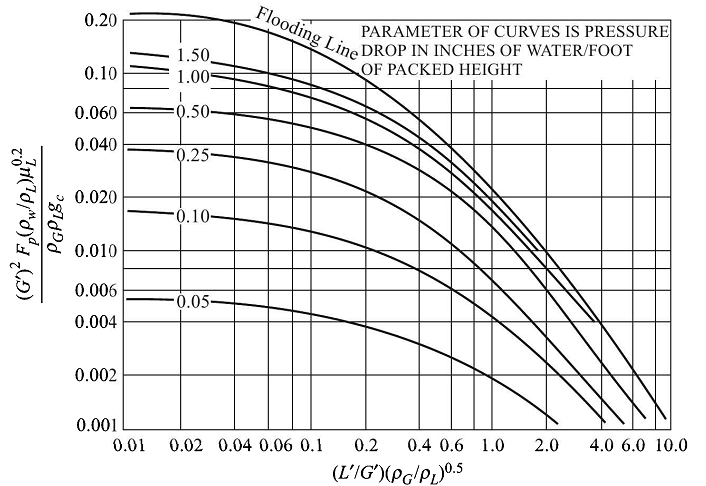 Flooding Line
PARAMETER OF CURVES IS PRESSURE
DROP IN INCHES OF WATER/FOOT
OF PACKED HEIGHT
0.20
0.10
0.060
0.040
0.020
0.010
0.006
0.004
0.002
0.001
1.50
1.00
0.50
0.25
0.10
0.05
(G′)² Fₚ(ρw/ρL)μL^0.2
ρGρLgc
0.01 0.02 0.04 0.06 0.1 0.2 0.4 0.6 1.0 2.0 4.0 6.0 10.0
(L′/G′)(ρG/ρL)^0.5